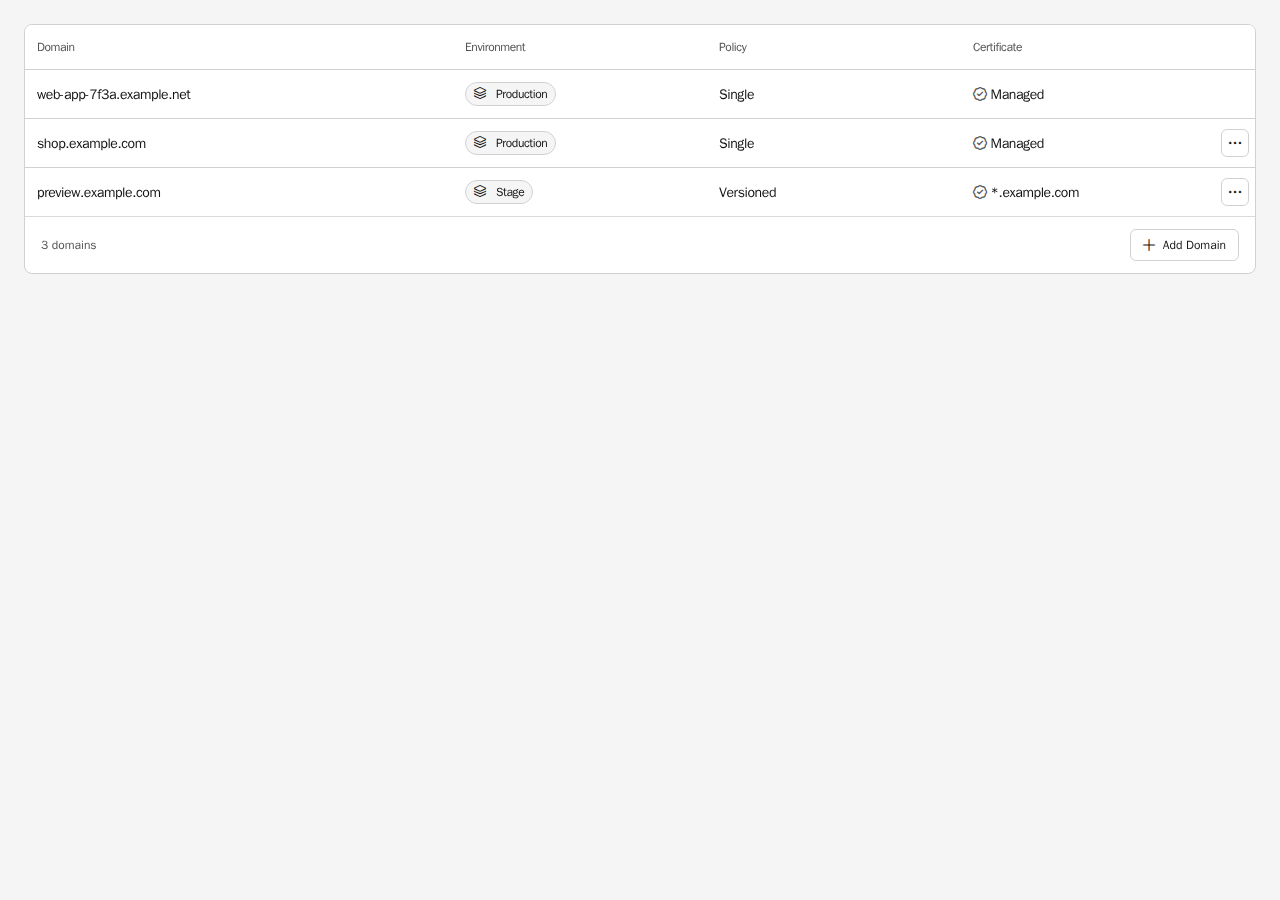 Domain Environment Policy Certificate
web-app-7f3a.example.net Production Single Managed
shop.example.com Production Single Managed
preview.example.com Stage Versioned *.example.com
3 domains Add Domain